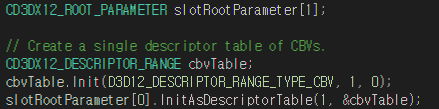 CD3DX12_ROOT_PARAMETER slotRootParameter[1];
// Create a single descriptor table of CBVs.
CD3DX12_DESCRIPTOR_RANGE cbvTable;
cbvTable.Init(D3D12_DESCRIPTOR_RANGE_TYPE_CBV, 1, 0);
slotRootParameter[0].InitAsDescriptorTable(1, &cbvTable);